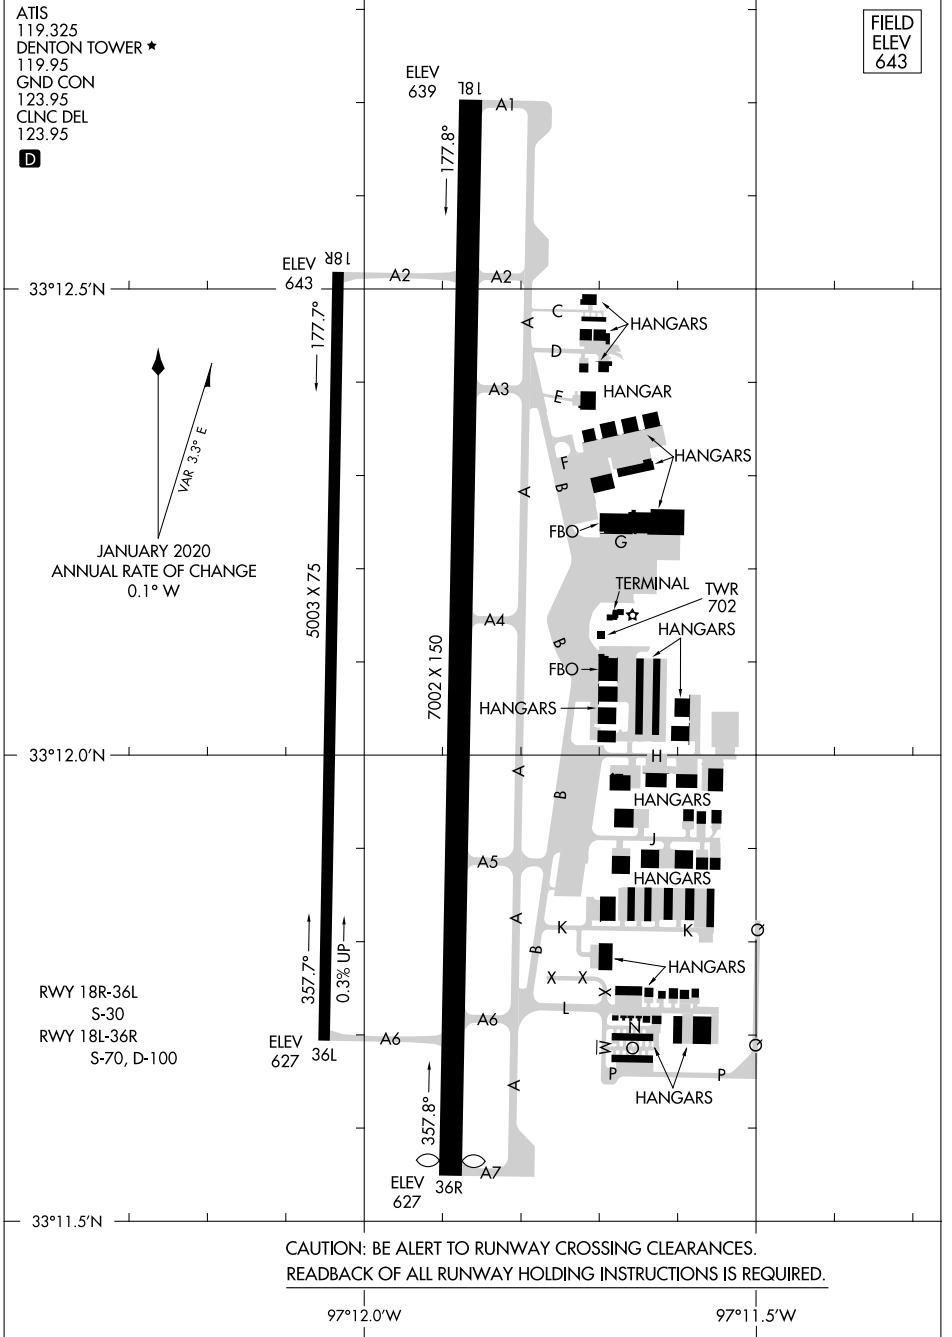 ATIS
119.325
DENTON TOWER ★
119.95
GND CON
123.95
CLNC DEL
123.95
D
FIELD
ELEV
643
ELEV
639
18L
A1
177.8°
ELEV
643
18R
A2
A2
33°12.5'N
177.7°
A
C
HANGARS
D
A3
E
HANGAR
VAR 3.3° E
F
HANGARS
A
B
FBO
G
JANUARY 2020
ANNUAL RATE OF CHANGE
0.1° W
5003 X 75
TERMINAL
TWR
702
A4
HANGARS
B
7002 X 150
FBO
HANGARS
33°12.0'N
H
A
B
HANGARS
J
A5
HANGARS
A
K
K
Q
B
357.7°
0.3% UP
HANGARS
X
X
X
RWY 18R-36L
S-30
RWY 18L-36R
S-70, D-100
L
A6
N
ELEV
627
36L
A6
W
O
Q
P
P
A
HANGARS
357.8°
A7
ELEV
627
36R
33°11.5'N
CAUTION: BE ALERT TO RUNWAY CROSSING CLEARANCES.
READBACK OF ALL RUNWAY HOLDING INSTRUCTIONS IS REQUIRED.
97°12.0'W
97°11.5'W